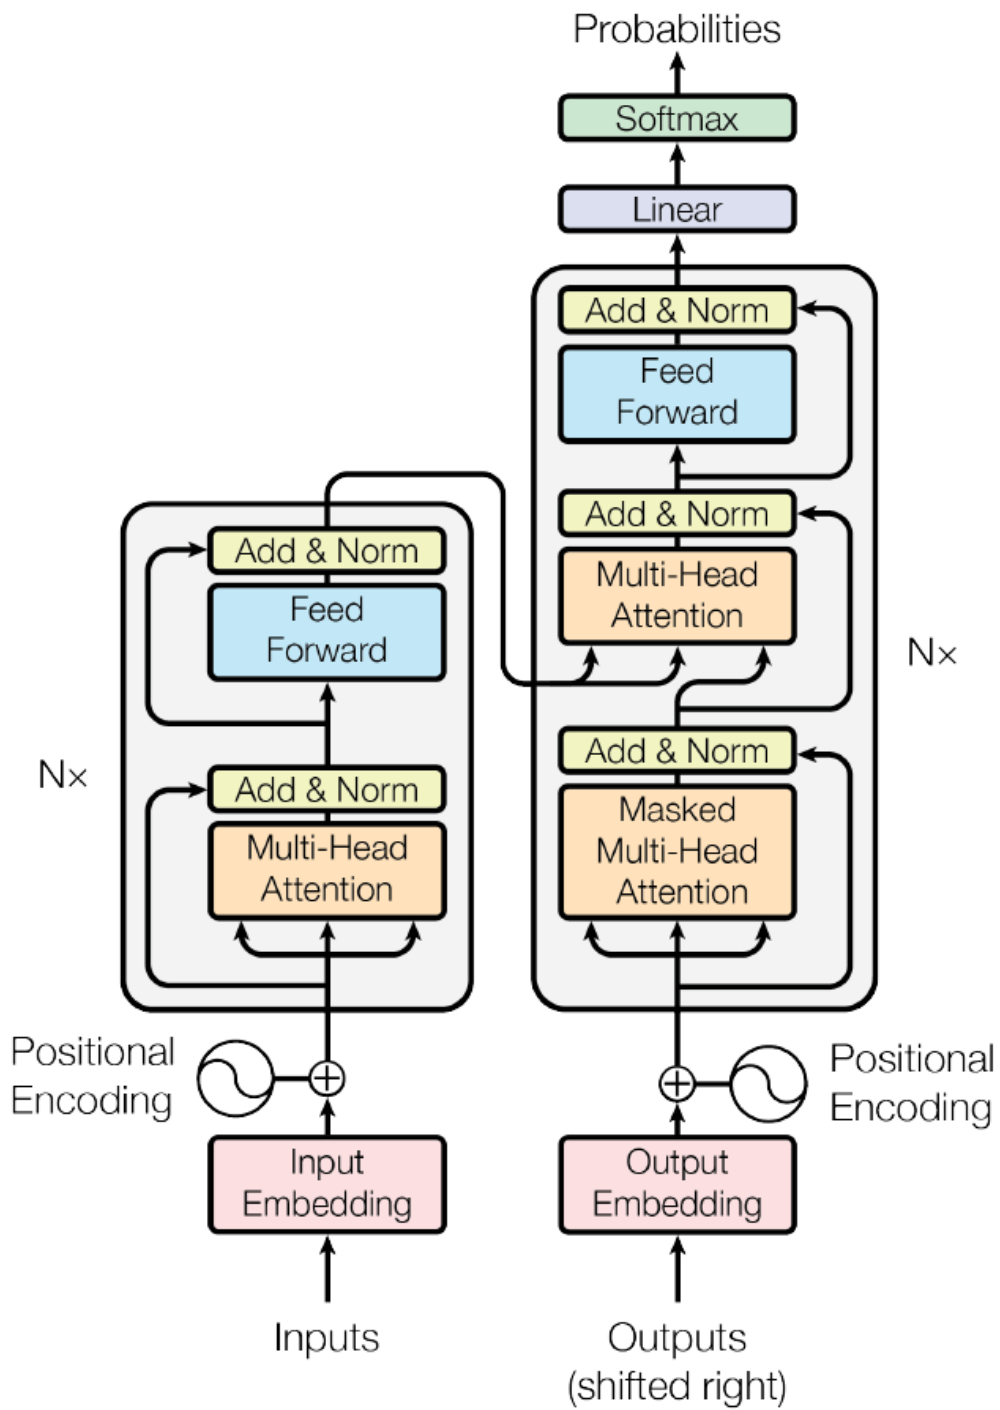 Probabilities
Softmax
Linear
Add & Norm
Feed
Forward
Add & Norm
Multi-Head
Attention
Nx
Add & Norm
Masked
Multi-Head
Attention
Add & Norm
Feed
Forward
Nx
Add & Norm
Multi-Head
Attention
Positional
Encoding
Positional
Encoding
Input
Embedding
Output
Embedding
Inputs
Outputs
(shifted right)